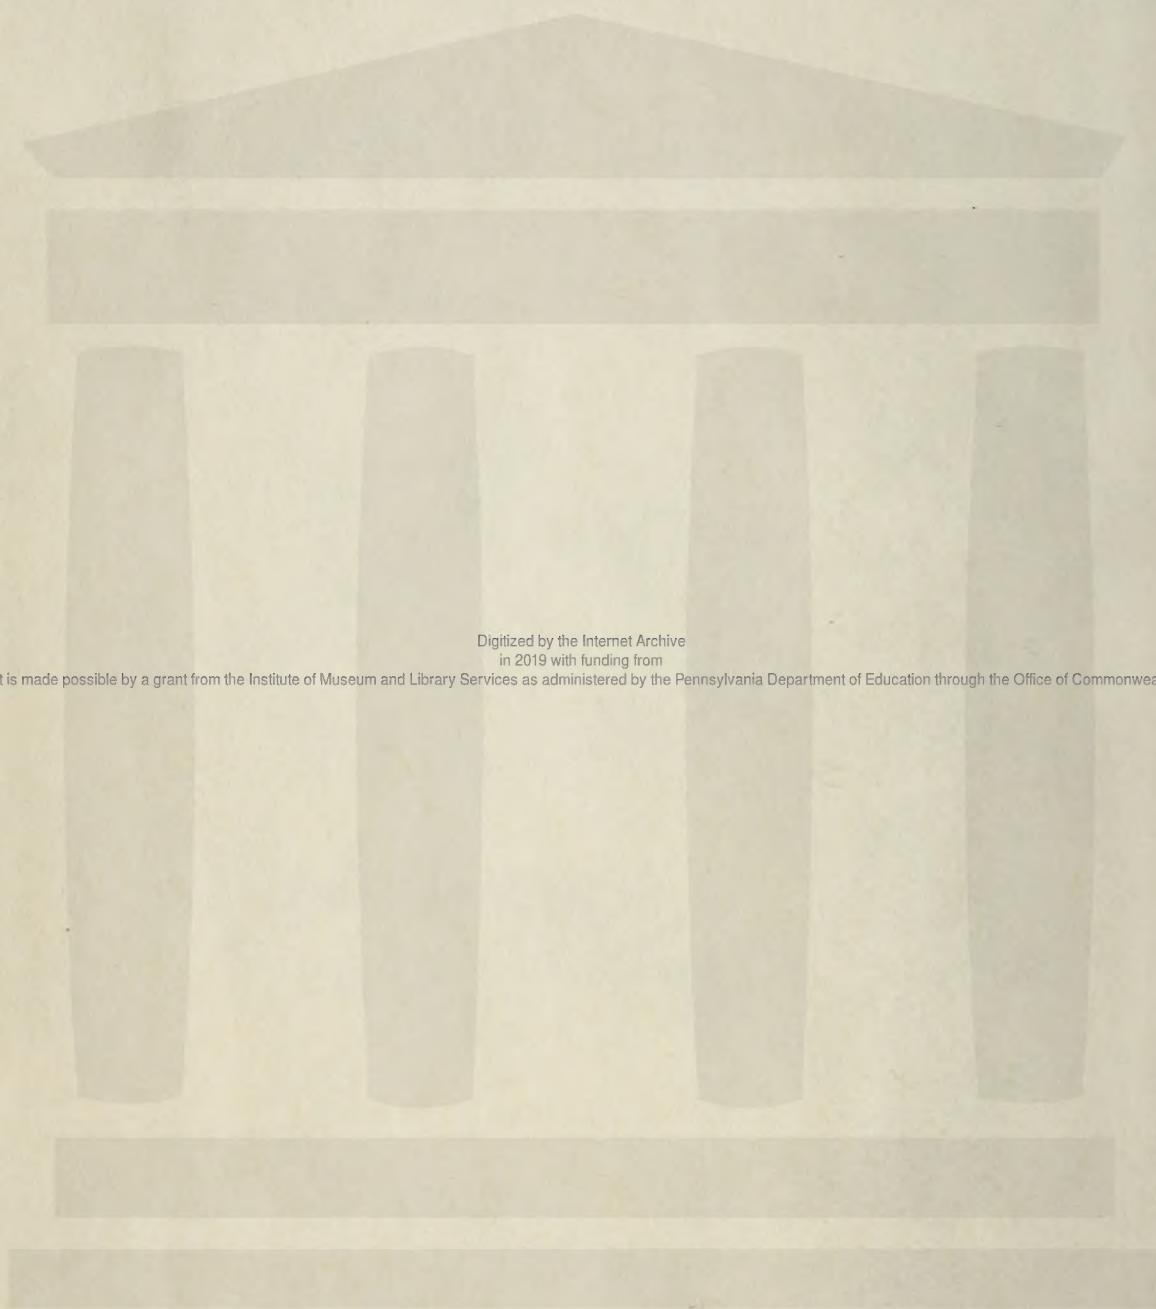 Digitized by the Internet Archive
in 2019 with funding from
is made possible by a grant from the Institute of Museum and Library Services as administered by the Pennsylvania Department of Education through the Office of